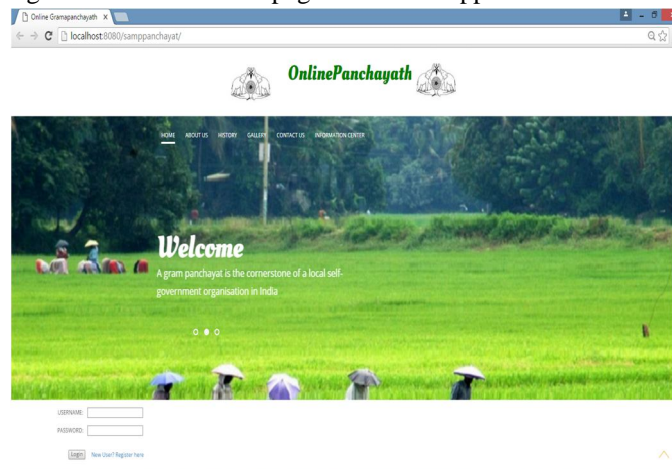 Online Gramapanchayath
localhost:8080/samppanchayat/
OnlinePanchayath
HOME ABOUT US HISTORY GALLERY CONTACT US INFORMATION CENTER
Welcome
A gram panchayat is the cornerstone of a local self-
government organisation in India
USERNAME:
PASSWORD:
Login New User? Register here